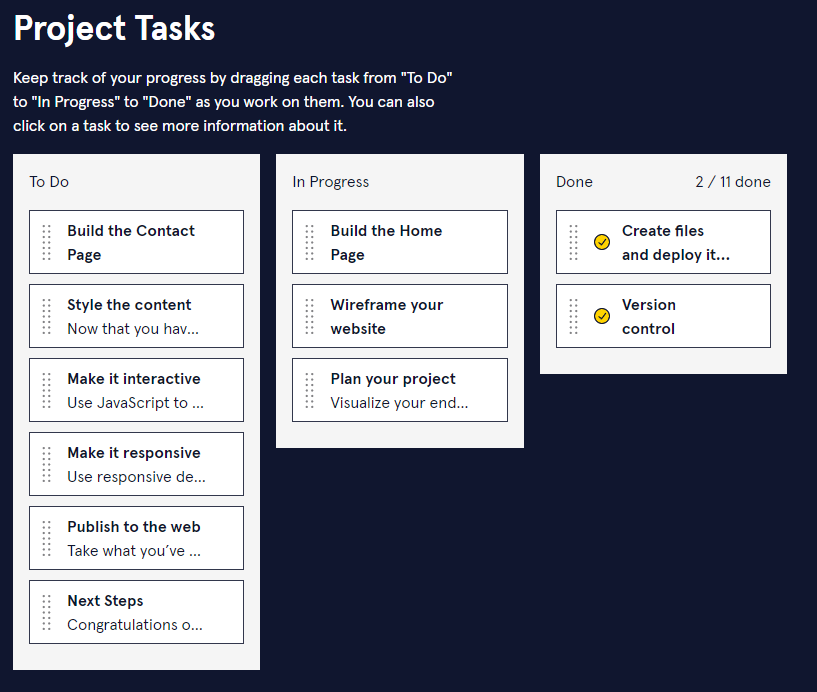 Project Tasks
Keep track of your progress by dragging each task from "To Do"
to "In Progress" to "Done" as you work on them. You can also
click on a task to see more information about it.
To Do
Build the Contact
Page
Style the content
Now that you hav...
Make it interactive
Use JavaScript to ...
Make it responsive
Use responsive de...
Publish to the web
Take what you’ve ...
Next Steps
Congratulations o...
In Progress
Build the Home
Page
Wireframe your
website
Plan your project
Visualize your end...
Done 2 / 11 done
Create files
and deploy it...
Version
control